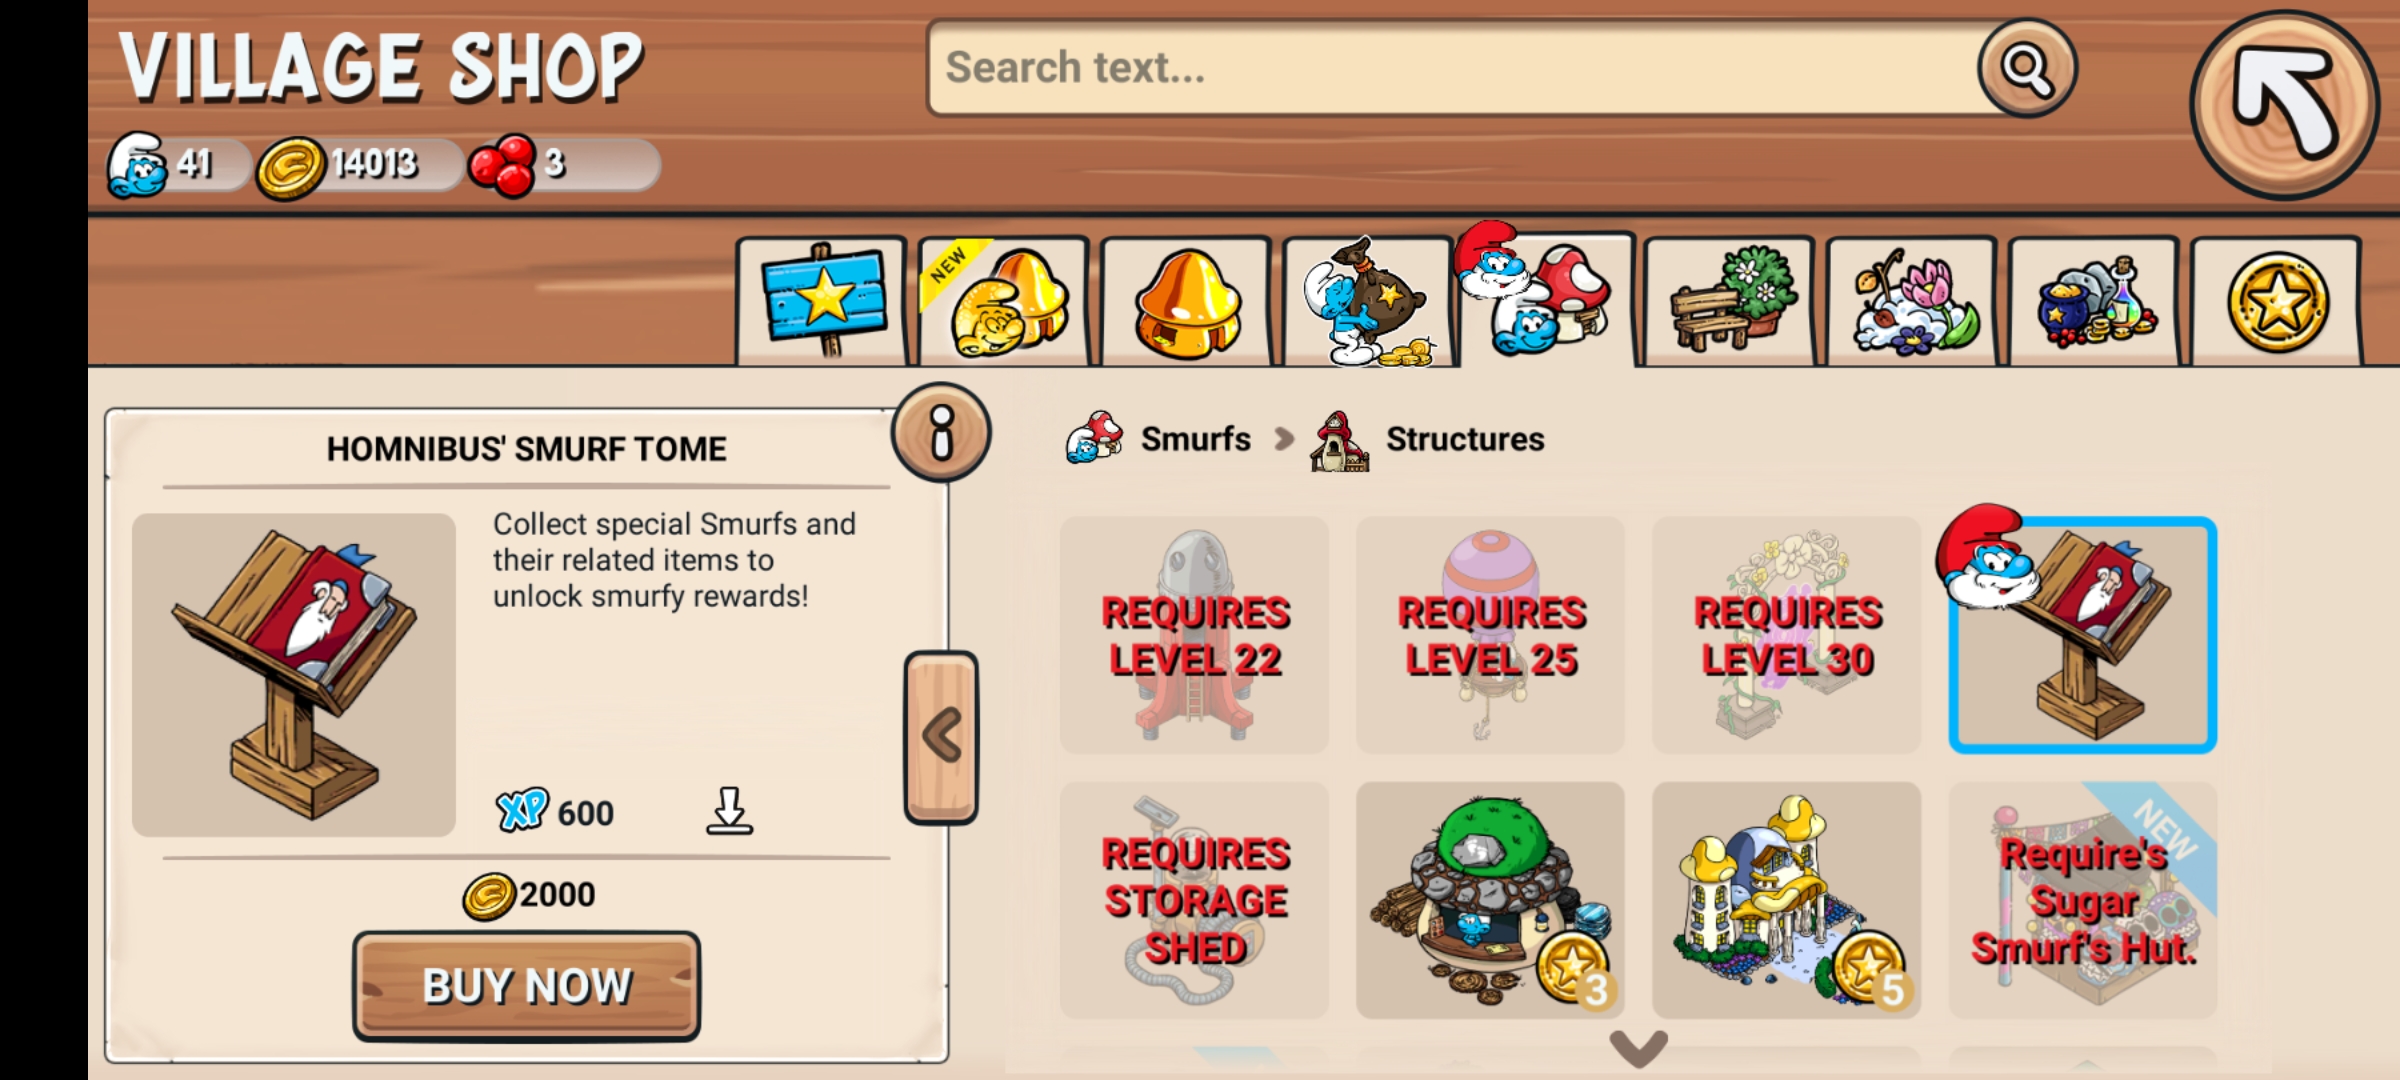 VILLAGE SHOP
Search text...
41
14013
3
NEW
HOMNIBUS' SMURF TOME
Collect special Smurfs and
their related items to
unlock smurfy rewards!
XP 600
2000
BUY NOW
Smurfs
Structures
REQUIRES
LEVEL 22
REQUIRES
LEVEL 25
REQUIRES
LEVEL 30
REQUIRES
STORAGE
SHED
3
5
NEW
Require's
Sugar
Smurf's Hut.